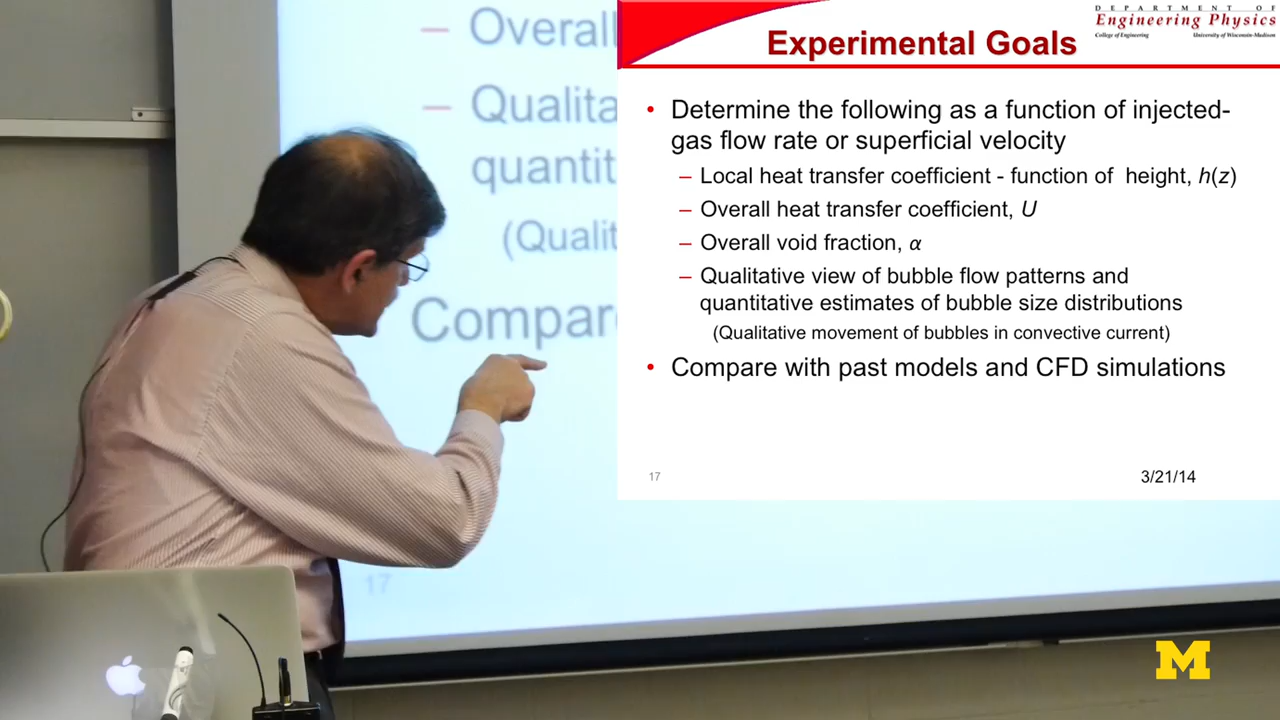 Overall
Qualita
quantit
(Qualit
Compar
17
DEPARTMENT OF
Engineering Physics
College of Engineering University of Wisconsin-Madison
Experimental Goals
• Determine the following as a function of injected-
gas flow rate or superficial velocity
– Local heat transfer coefficient - function of height, h(z)
– Overall heat transfer coefficient, U
– Overall void fraction, α
– Qualitative view of bubble flow patterns and
quantitative estimates of bubble size distributions
(Qualitative movement of bubbles in convective current)
• Compare with past models and CFD simulations
17
3/21/14
M